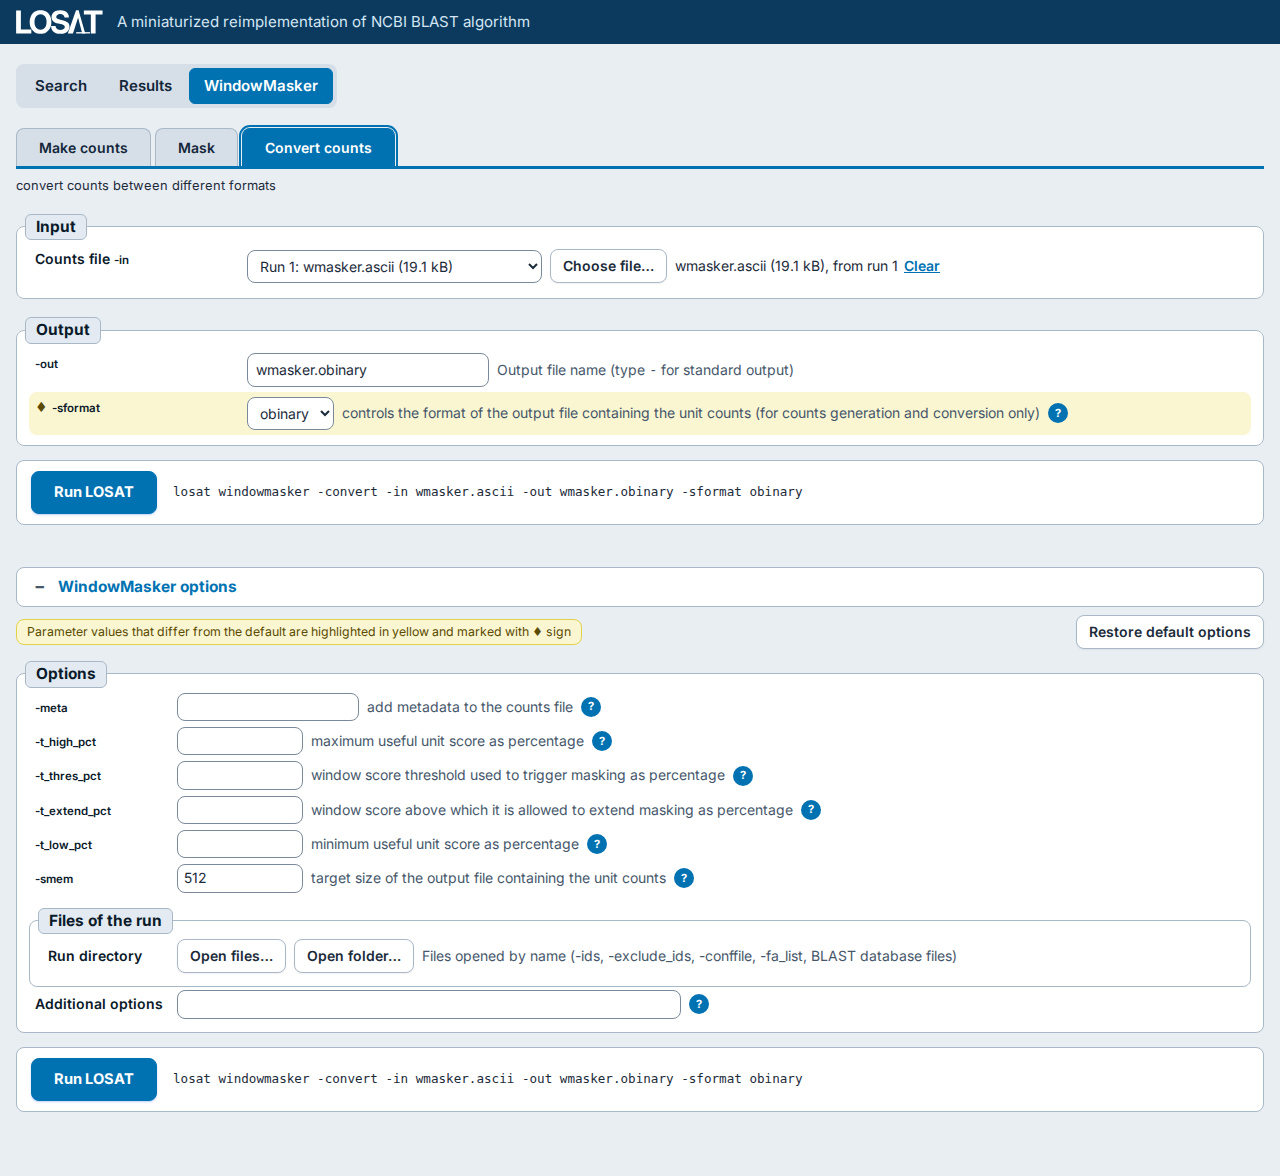 LOSAT A miniaturized reimplementation of NCBI BLAST algorithm
Search Results WindowMasker
Make counts Mask Convert counts
convert counts between different formats
Input
Counts file -in Run 1: wmasker.ascii (19.1 kB) Choose file... wmasker.ascii (19.1 kB), from run 1 Clear
Output
-out wmasker.obinary Output file name (type - for standard output)
♦ -sformat obinary controls the format of the output file containing the unit counts (for counts generation and conversion only) ?
Run LOSAT losat windowmasker -convert -in wmasker.ascii -out wmasker.obinary -sformat obinary
− WindowMasker options
Parameter values that differ from the default are highlighted in yellow and marked with ♦ sign Restore default options
Options
-meta add metadata to the counts file ?
-t_high_pct maximum useful unit score as percentage ?
-t_thres_pct window score threshold used to trigger masking as percentage ?
-t_extend_pct window score above which it is allowed to extend masking as percentage ?
-t_low_pct minimum useful unit score as percentage ?
-smem 512 target size of the output file containing the unit counts ?
Files of the run
Run directory Open files... Open folder... Files opened by name (-ids, -exclude_ids, -conffile, -fa_list, BLAST database files)
Additional options ?
Run LOSAT losat windowmasker -convert -in wmasker.ascii -out wmasker.obinary -sformat obinary